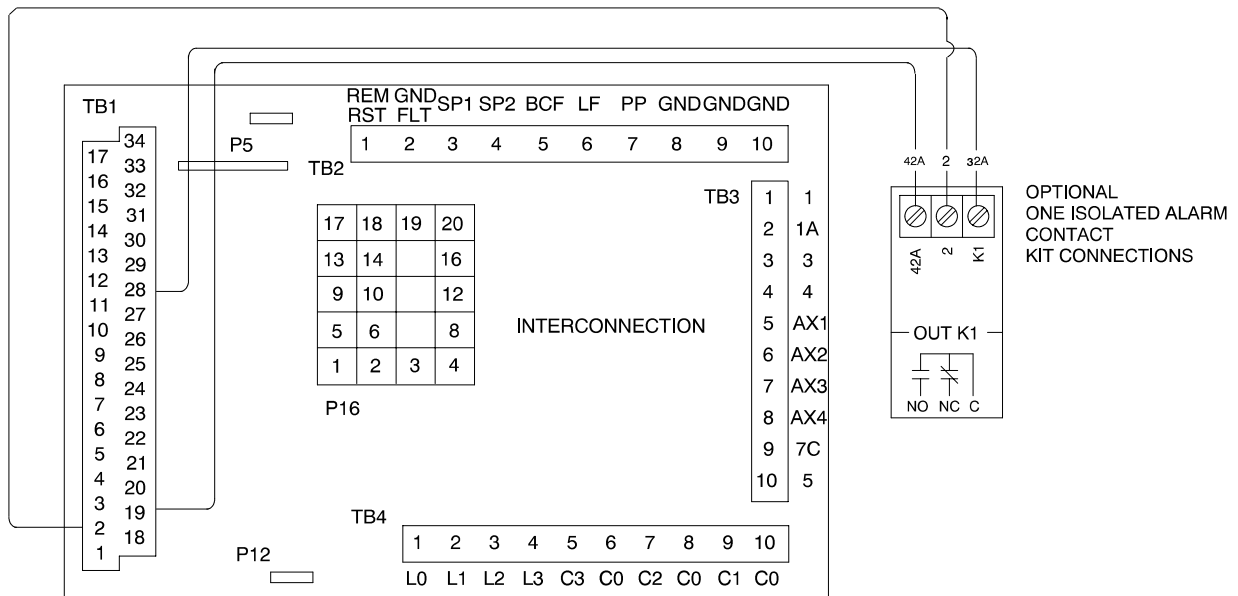 TB1
34
17
33
16
32
15
31
14
30
13
29
12
28
11
27
10
26
9
25
8
24
7
23
6
22
5
21
4
20
3
19
2
18
1
P5
REM RST GND FLT SP1 SP2 BCF LF PP GND GND GND
1 2 3 4 5 6 7 8 9 10
TB2
17 18 19 20
13 14 16
9 10 12
5 6 8
1 2 3 4
P16
INTERCONNECTION
TB3
1 1
2 1A
3 3
4 4
5 AX1
6 AX2
7 AX3
8 AX4
9 7C
10 5
TB4
1 2 3 4 5 6 7 8 9 10
L0 L1 L2 L3 C3 C0 C2 C0 C1 C0
P12
42A 2 32A
42A 2 K1
OUT K1
NO NC C
OPTIONAL
ONE ISOLATED ALARM
CONTACT
KIT CONNECTIONS